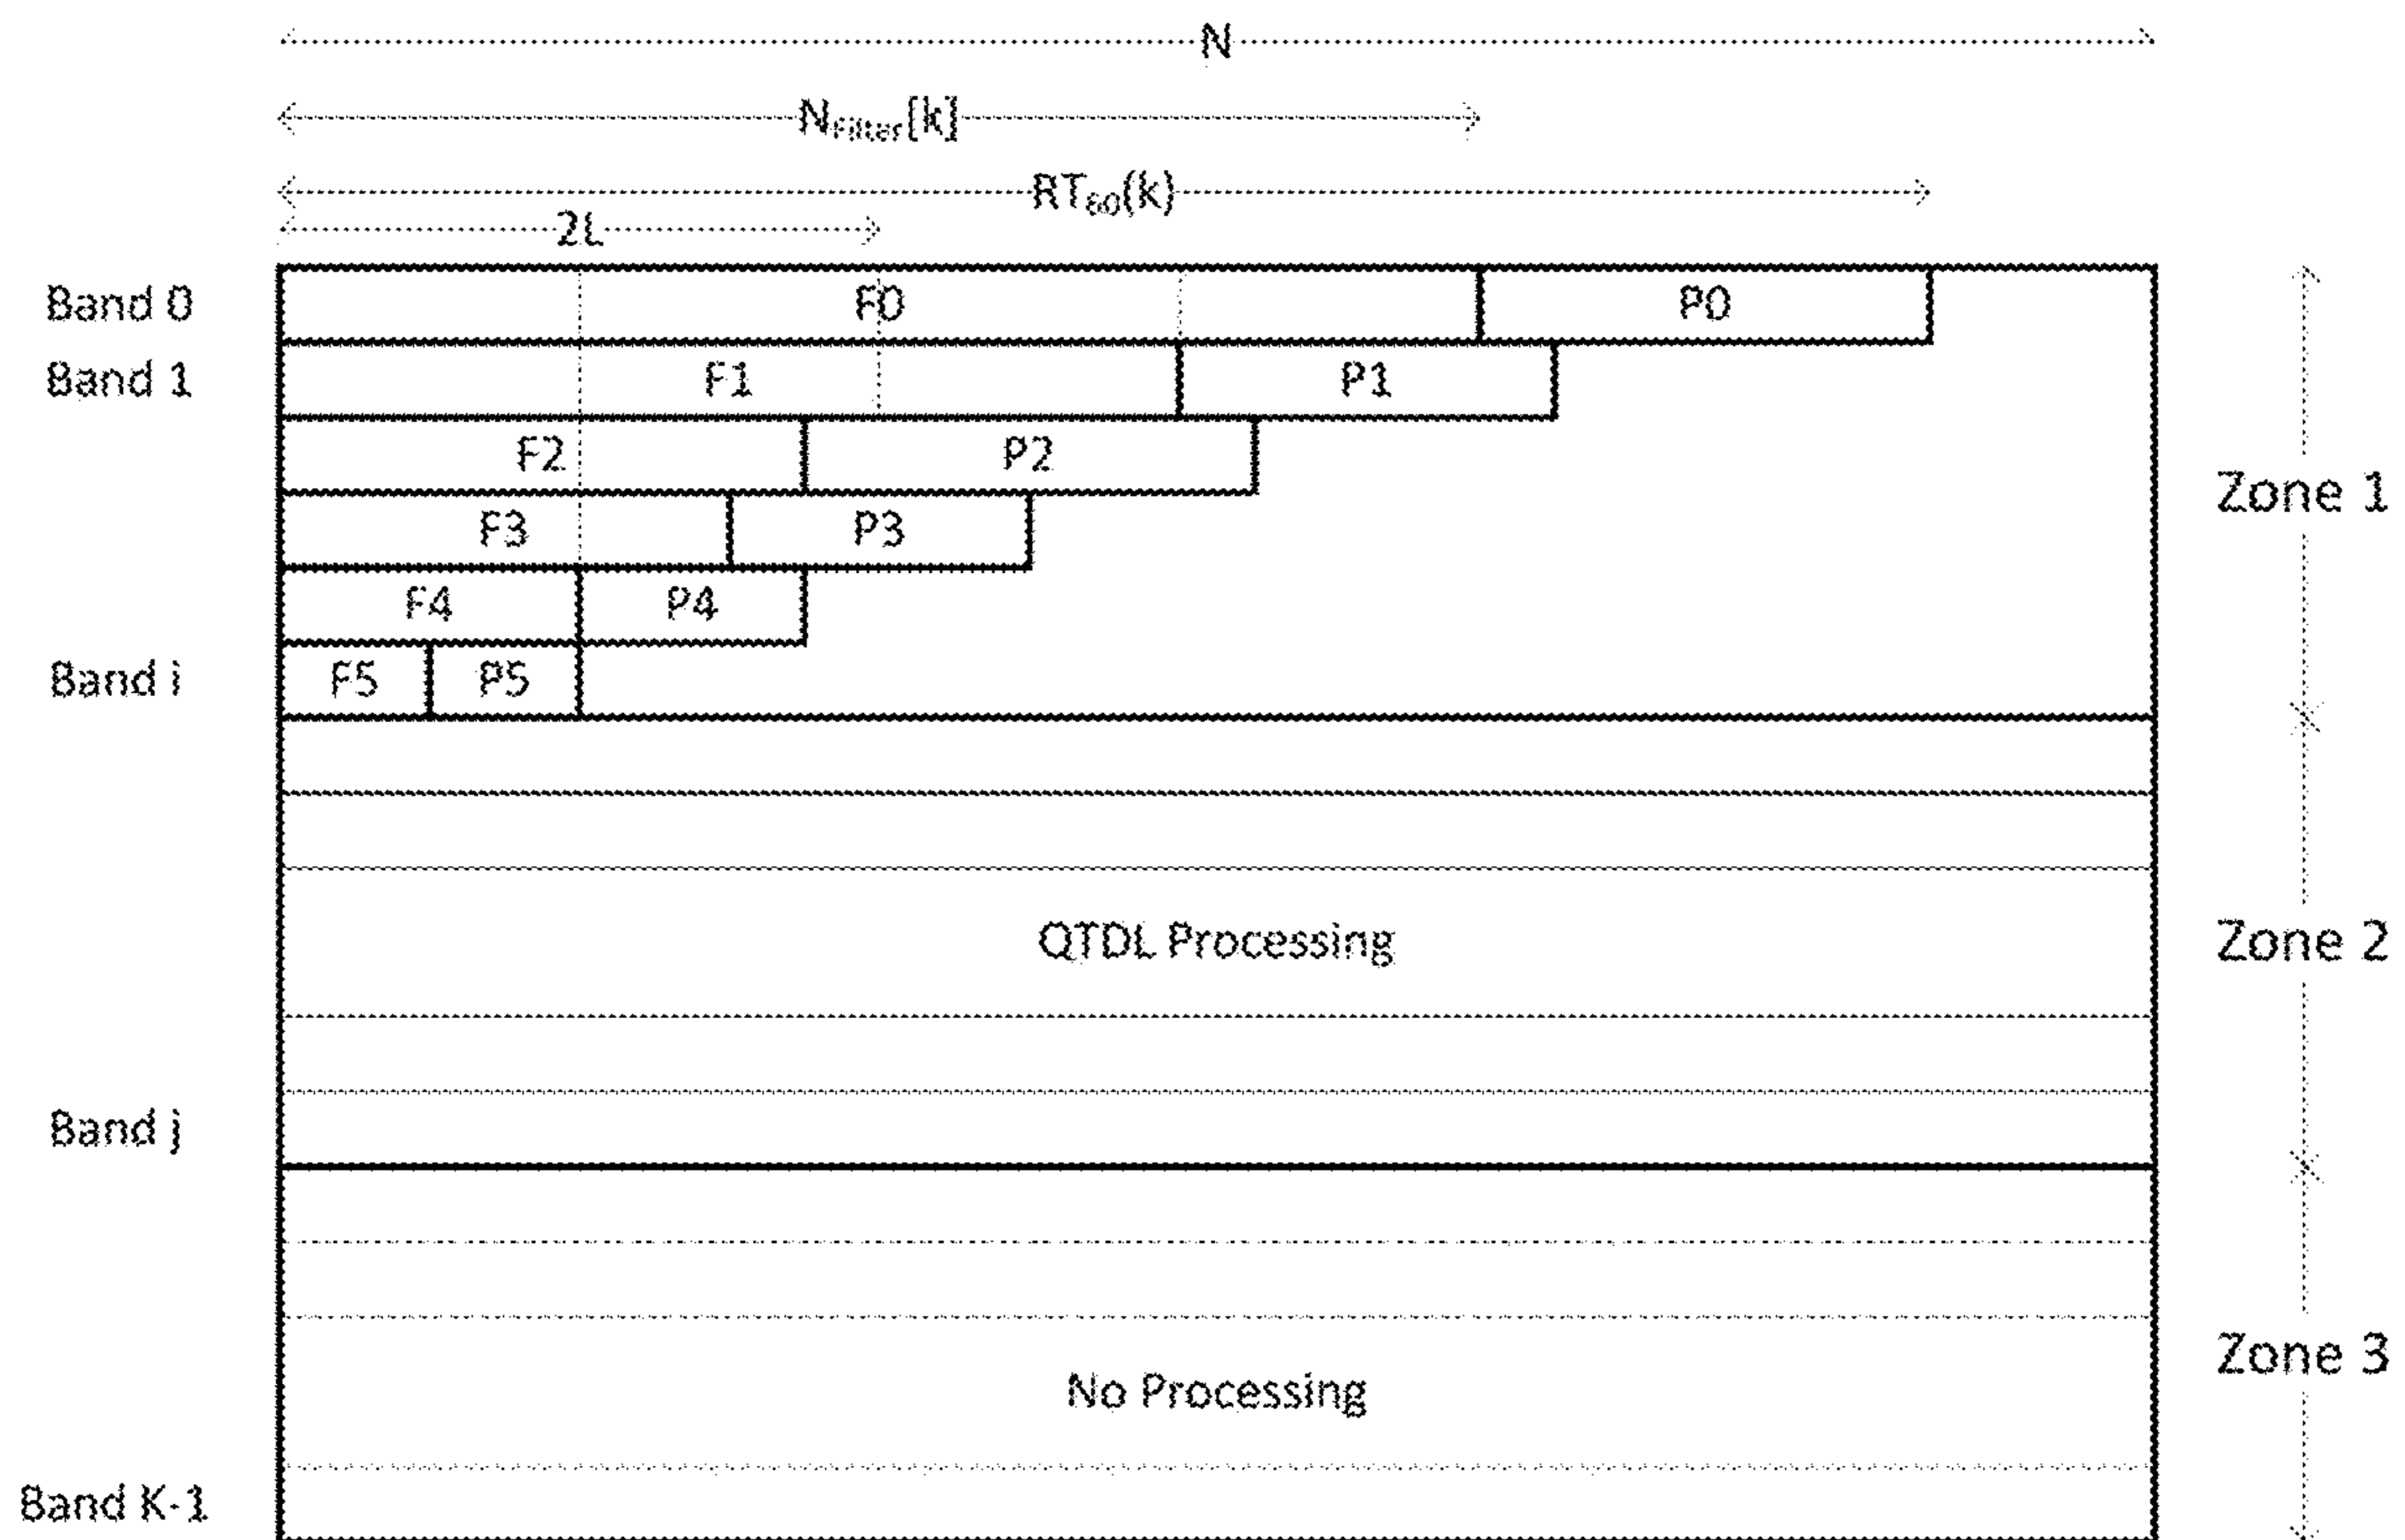 N
N_Filter[k]
RT_60(k)
2L
Band 0 F0 P0
Band 1 F1 P1
F2 P2
F3 P3
Zone 1
F4 P4
Band i F5 P5
QTDL Processing
Zone 2
Band j
Zone 3
No Processing
Band K-1